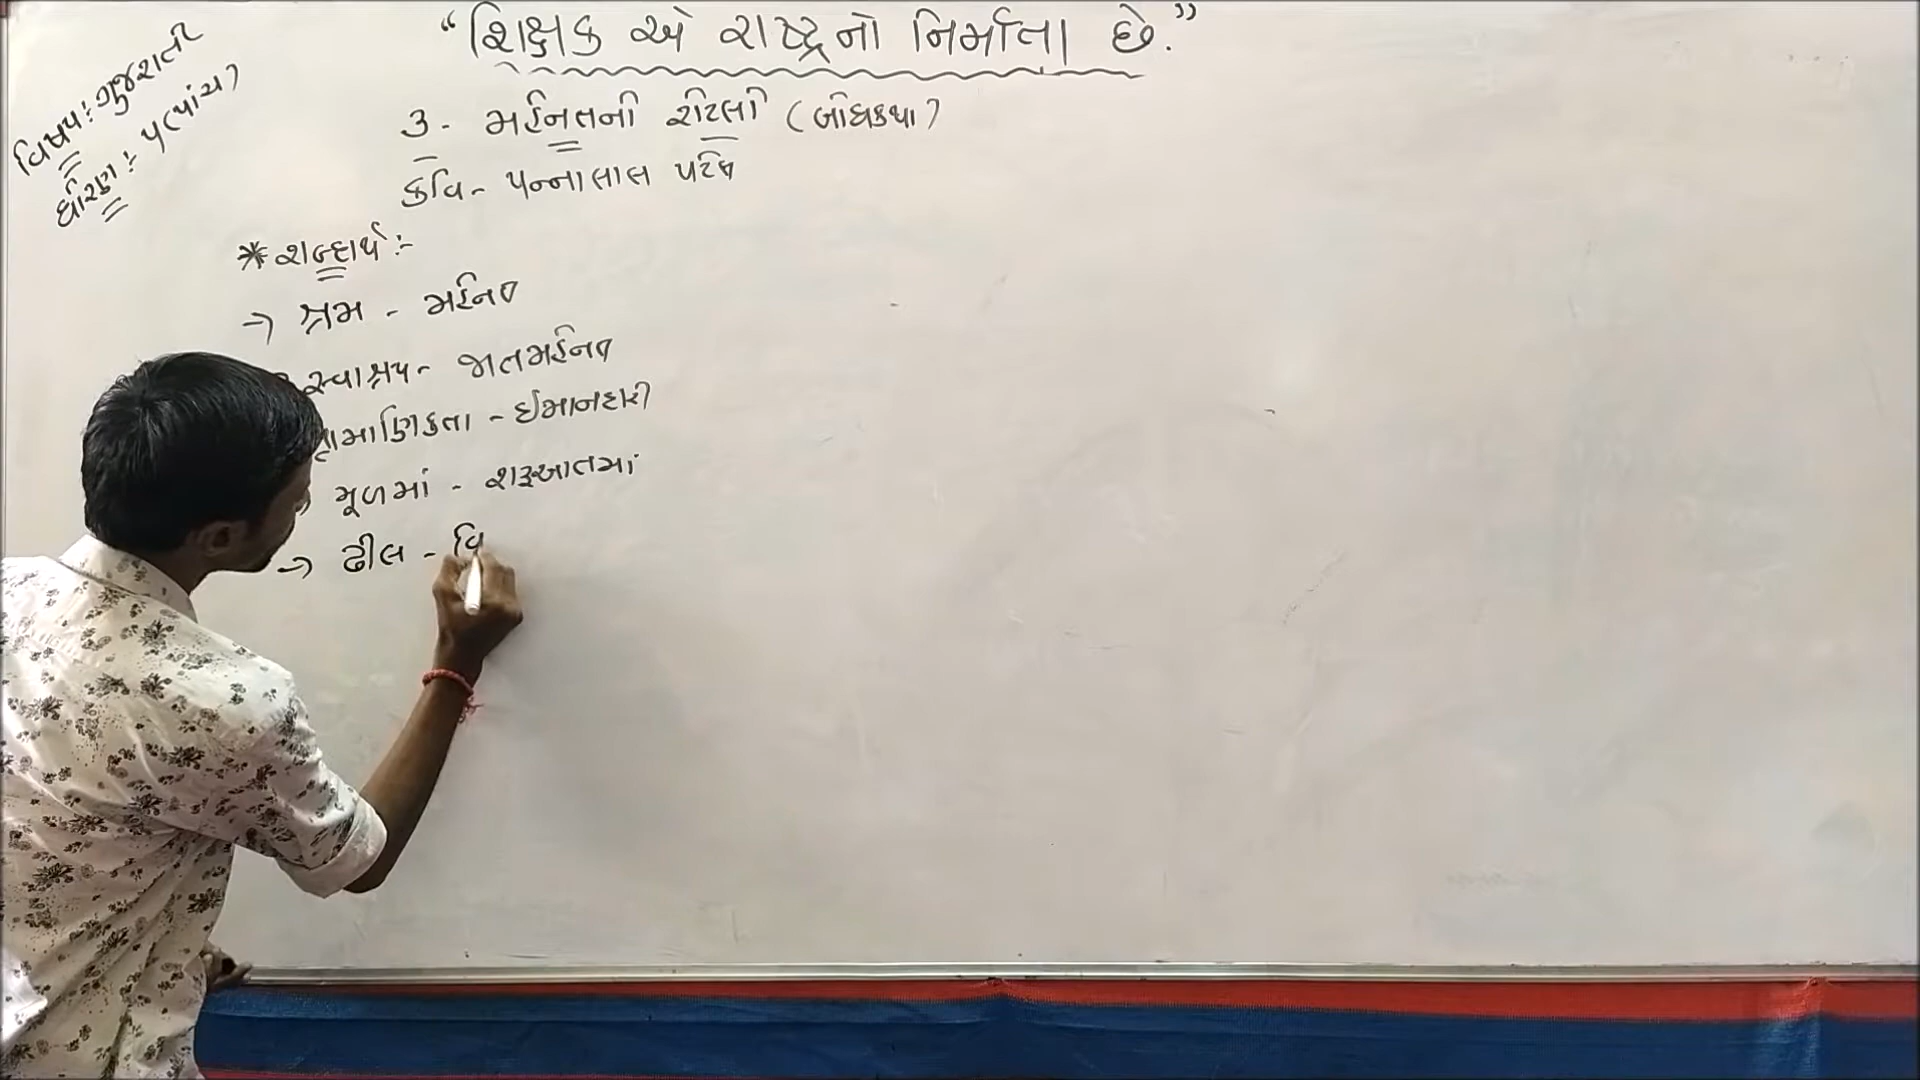 “શિક્ષક એ રાષ્ટ્રનો નિર્માતા છે.”
વિષય: ગુજરાતી
ધોરણ: ૫ (પાંચ)
૩. મહેનતની રોટલી (બોધકથા)
કવિ - પન્નાલાલ પટેલ
* શબ્દાર્થ :-
→ શ્રમ - મહેનત
સ્વાશ્રય - જાતમહેનત
પ્રામાણિકતા - ઈમાનદારી
મૂળમાં - શરૂઆતમાં
→ ઢીલ - વિ